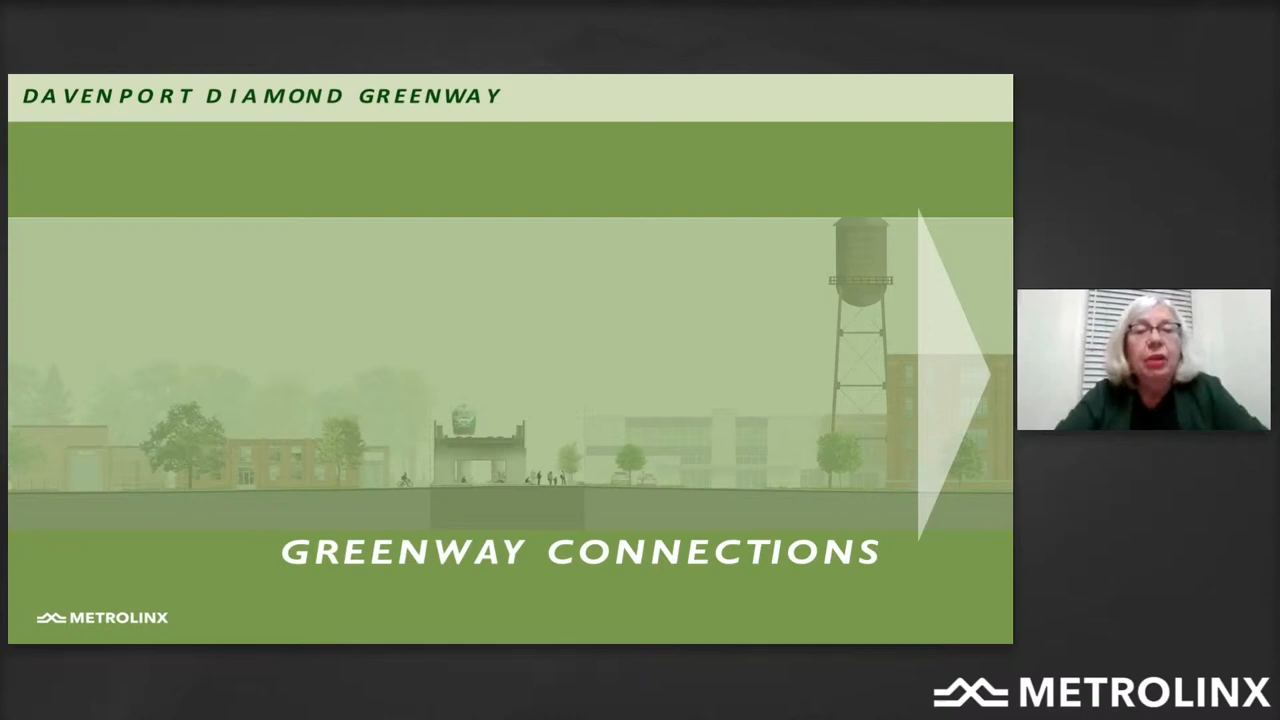 DAVENPORT DIAMOND GREENWAY
GREENWAY CONNECTIONS
METROLINX
METROLINX